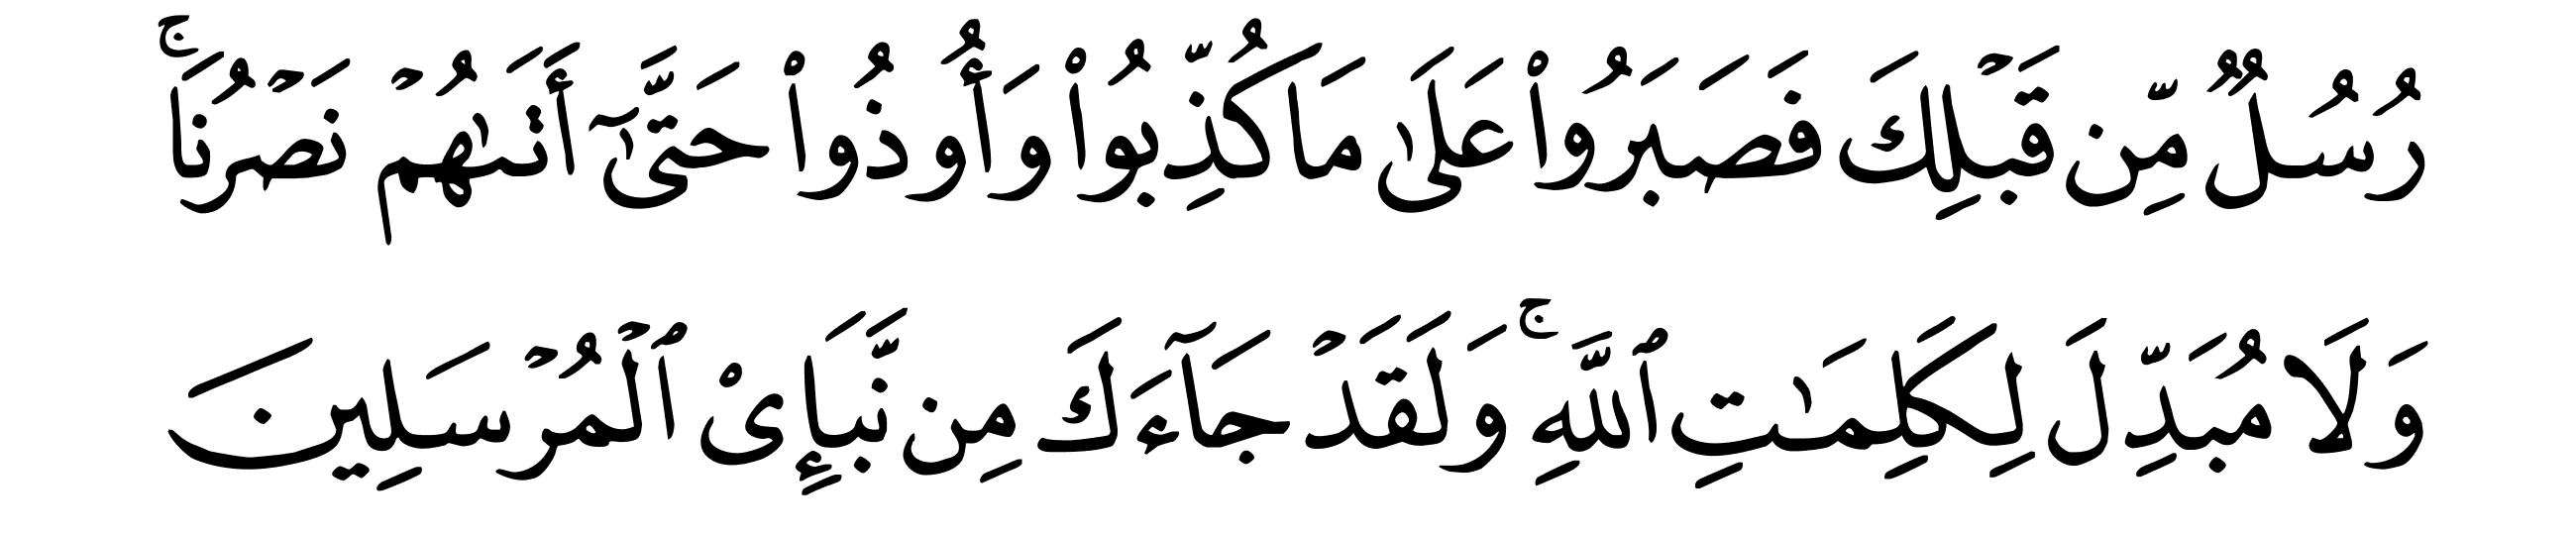 رُسُلٌ مِّن قَبۡلِكَ فَصَبَرُواْ عَلَىٰ مَا كُذِّبُواْ وَأُوذُواْ حَتَّىٰٓ أَتَىٰهُمۡ نَصۡرُنَاۚ
وَلَا مُبَدِّلَ لِكَلِمَٰتِ ٱللَّهِۚ وَلَقَدۡ جَآءَكَ مِن نَّبَإِيْ ٱلۡمُرۡسَلِينَ